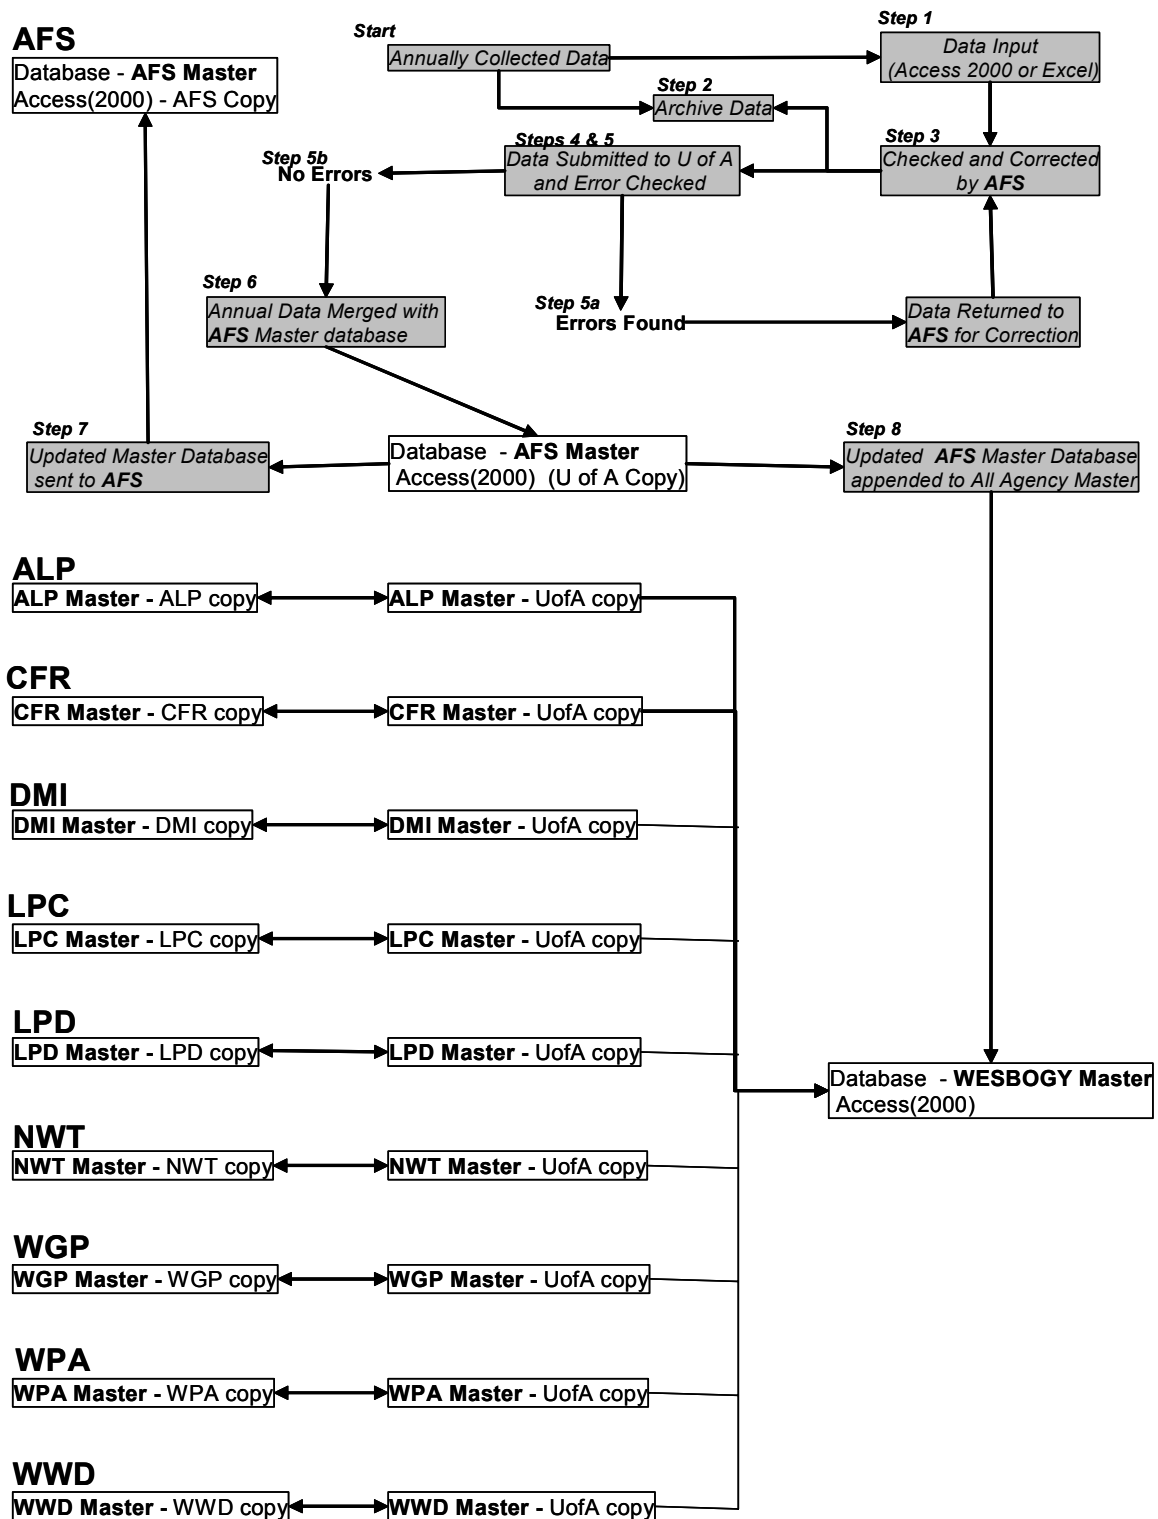 AFS
Database - AFS Master
Access(2000) - AFS Copy
Start
Annually Collected Data
Step 1
Data Input
(Access 2000 or Excel)
Step 2
Archive Data
Step 3
Checked and Corrected
by AFS
Steps 4 & 5
Data Submitted to U of A
and Error Checked
Step 5b
No Errors
Step 5a
Errors Found
Data Returned to
AFS for Correction
Step 6
Annual Data Merged with
AFS Master database
Step 7
Updated Master Database
sent to AFS
Database - AFS Master
Access(2000) (U of A Copy)
Step 8
Updated AFS Master Database
appended to All Agency Master
ALP
ALP Master - ALP copy
ALP Master - UofA copy
CFR
CFR Master - CFR copy
CFR Master - UofA copy
DMI
DMI Master - DMI copy
DMI Master - UofA copy
LPC
LPC Master - LPC copy
LPC Master - UofA copy
LPD
LPD Master - LPD copy
LPD Master - UofA copy
Database - WESBOGY Master
Access(2000)
NWT
NWT Master - NWT copy
NWT Master - UofA copy
WGP
WGP Master - WGP copy
WGP Master - UofA copy
WPA
WPA Master - WPA copy
WPA Master - UofA copy
WWD
WWD Master - WWD copy
WWD Master - UofA copy